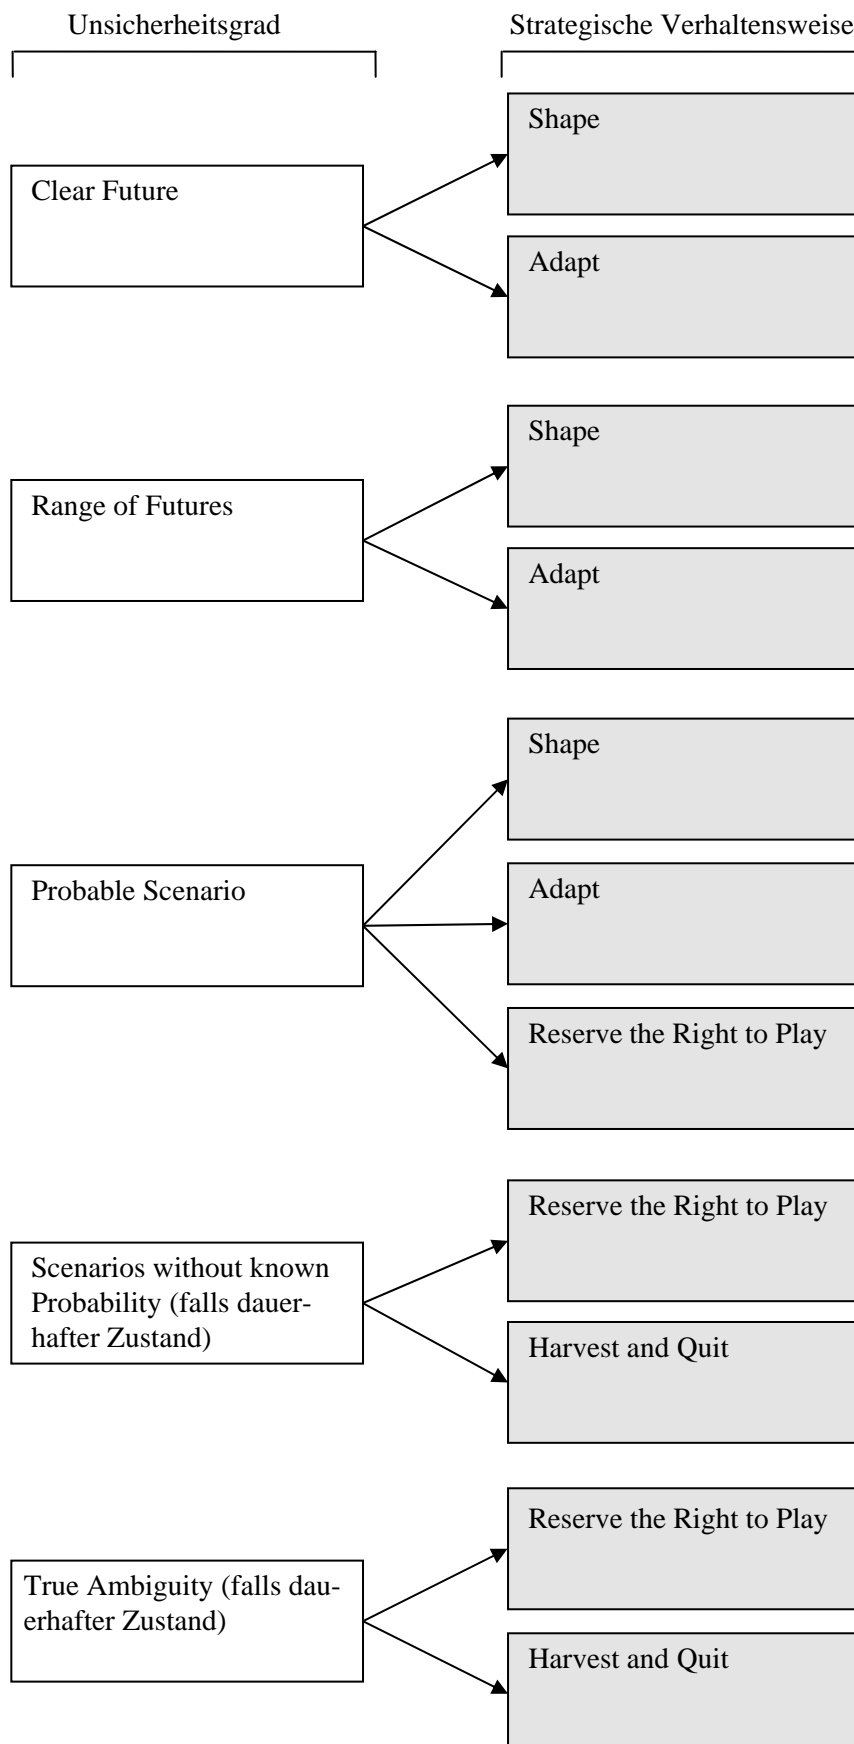 Unsicherheitsgrad
Strategische Verhaltensweise
Clear Future
Shape
Adapt
Range of Futures
Shape
Adapt
Probable Scenario
Shape
Adapt
Reserve the Right to Play
Scenarios without known
Probability (falls dauer-
hafter Zustand)
Reserve the Right to Play
Harvest and Quit
True Ambiguity (falls dau-
erhafter Zustand)
Reserve the Right to Play
Harvest and Quit